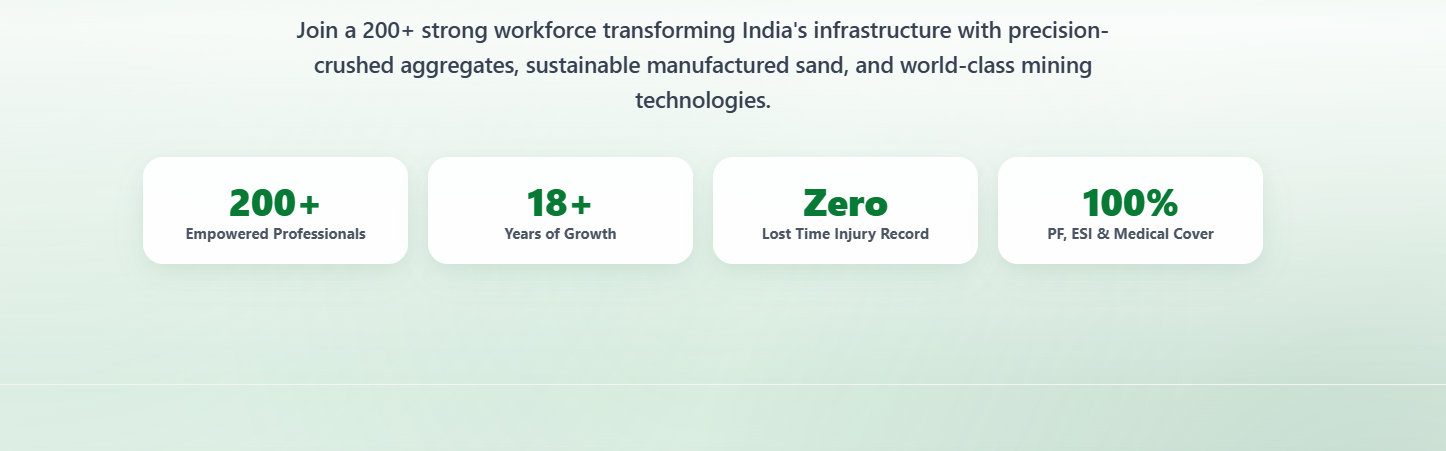 Join a 200+ strong workforce transforming India's infrastructure with precision-
crushed aggregates, sustainable manufactured sand, and world-class mining
technologies.
200+
Empowered Professionals
18+
Years of Growth
Zero
Lost Time Injury Record
100%
PF, ESI & Medical Cover